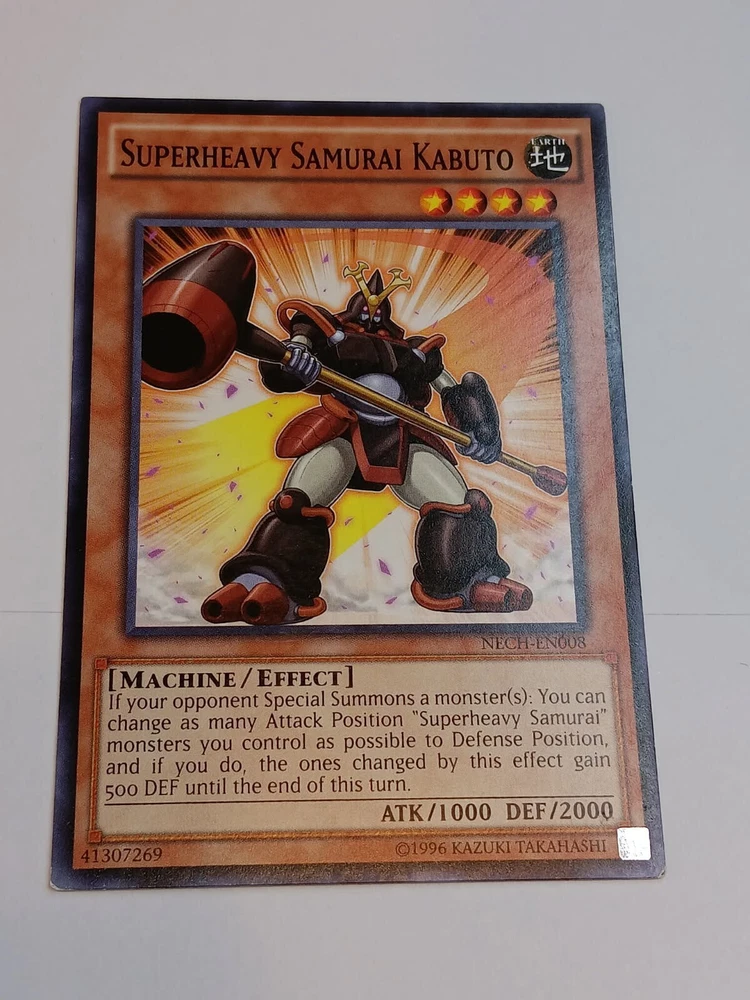 SUPERHEAVY SAMURAI KABUTO
EARTH
地
NECH-EN008
[MACHINE/EFFECT]
If your opponent Special Summons a monster(s): You can
change as many Attack Position "Superheavy Samurai"
monsters you control as possible to Defense Position,
and if you do, the ones changed by this effect gain
500 DEF until the end of this turn.
ATK/1000 DEF/2000
41307269
©1996 KAZUKI TAKAHASHI